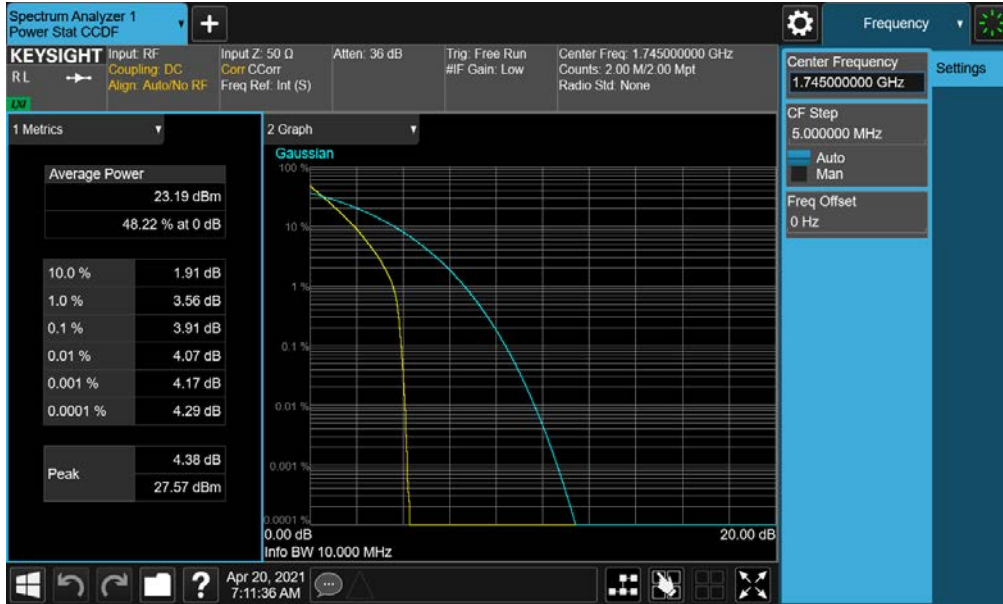 Spectrum Analyzer 1
Power Stat CCDF
+
Frequency
KEYSIGHT
RL
LXI
Input: RF
Coupling: DC
Align: Auto/No RF
Input Z: 50 Ω
Corr CCorr
Freq Ref: Int (S)
Atten: 36 dB
Trig: Free Run
#IF Gain: Low
Center Freq: 1.745000000 GHz
Counts: 2.00 M/2.00 Mpt
Radio Std: None
Center Frequency
1.745000000 GHz
Settings
CF Step
5.000000 MHz
Auto
Man
Freq Offset
0 Hz
1 Metrics
Average Power
23.19 dBm
48.22 % at 0 dB
10.0 % 1.91 dB
1.0 % 3.56 dB
0.1 % 3.91 dB
0.01 % 4.07 dB
0.001 % 4.17 dB
0.0001 % 4.29 dB
Peak 4.38 dB
27.57 dBm
2 Graph
Gaussian
100 %
10 %
1 %
0.1 %
0.01 %
0.001 %
0.0001 %
0.00 dB 20.00 dB
Info BW 10.000 MHz
?
Apr 20, 2021
7:11:36 AM